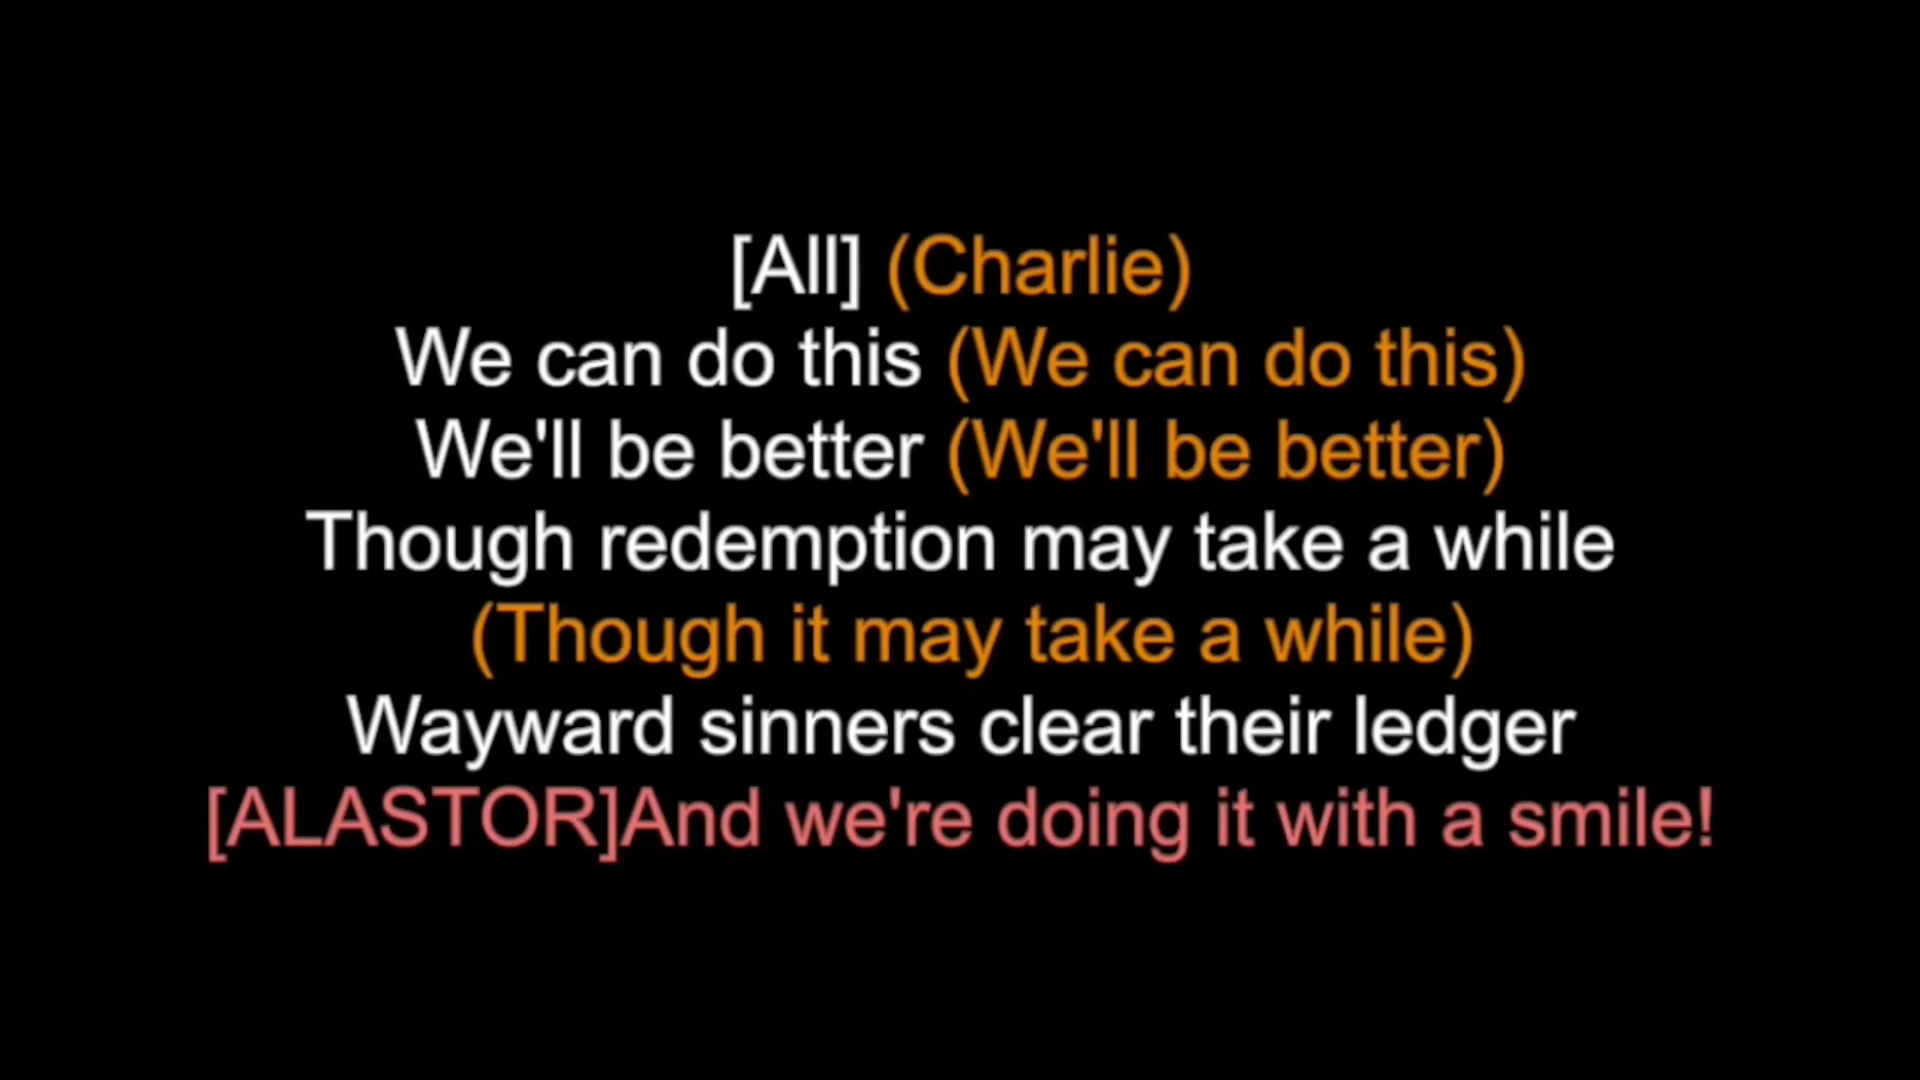 [All] (Charlie)
We can do this (We can do this)
We'll be better (We'll be better)
Though redemption may take a while
(Though it may take a while)
Wayward sinners clear their ledger
[ALASTOR]And we're doing it with a smile!